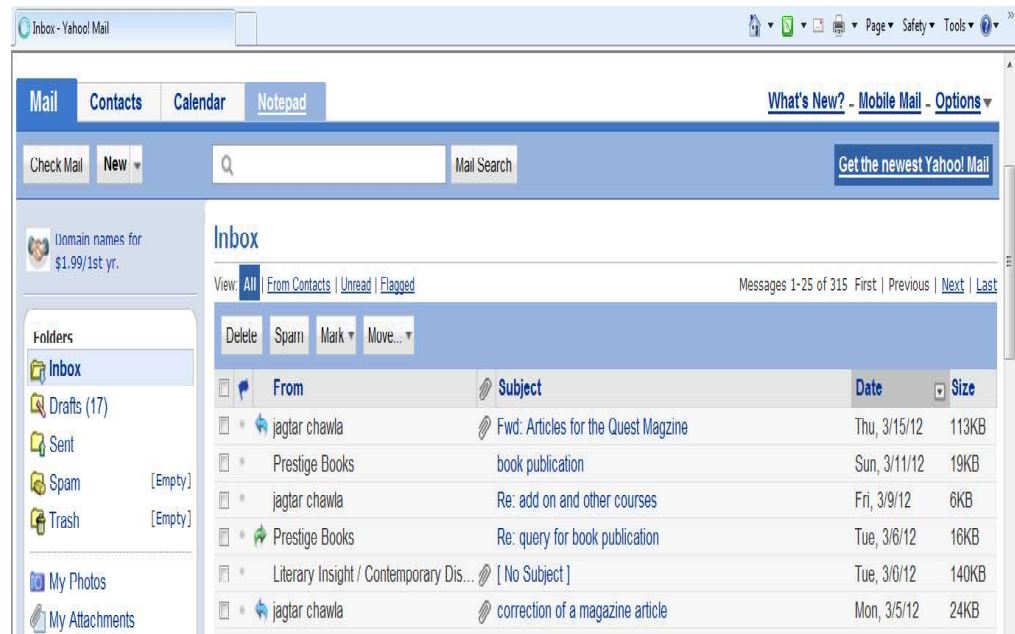 Inbox - Yahoo! Mail
Page Safety Tools
Mail Contacts Calendar Notepad
What's New? - Mobile Mail - Options
Check Mail New Mail Search Get the newest Yahoo! Mail
Domain names for
$1.99/1st yr.
Inbox
View: All | From Contacts | Unread | Flagged
Messages 1-25 of 315 First | Previous | Next | Last
Folders
Inbox
Drafts (17)
Sent
Spam [Empty]
Trash [Empty]
My Photos
My Attachments
Delete Spam Mark Move...
From Subject Date Size
jagtar chawla Fwd: Articles for the Quest Magzine Thu, 3/15/12 113KB
Prestige Books book publication Sun, 3/11/12 19KB
jagtar chawla Re: add on and other courses Fri, 3/9/12 6KB
Prestige Books Re: query for book publication Tue, 3/6/12 16KB
Literary Insight / Contemporary Dis... [ No Subject ] Tue, 3/6/12 140KB
jagtar chawla correction of a magazine article Mon, 3/5/12 24KB